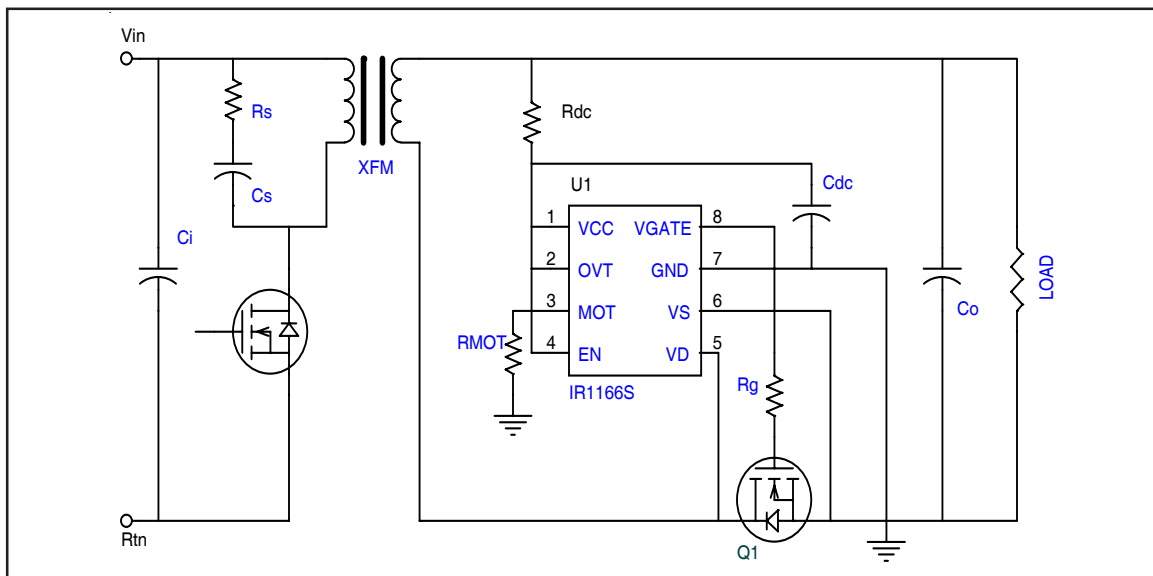 Vin
Rs
Rdc
XFM
Cdc
Cs
U1
1 VCC VGATE 8
Ci
2 OVT GND 7
LOAD
3 MOT VS 6
Co
RMOT
4 EN VD 5
Rg
IR1166S
Rtn
Q1